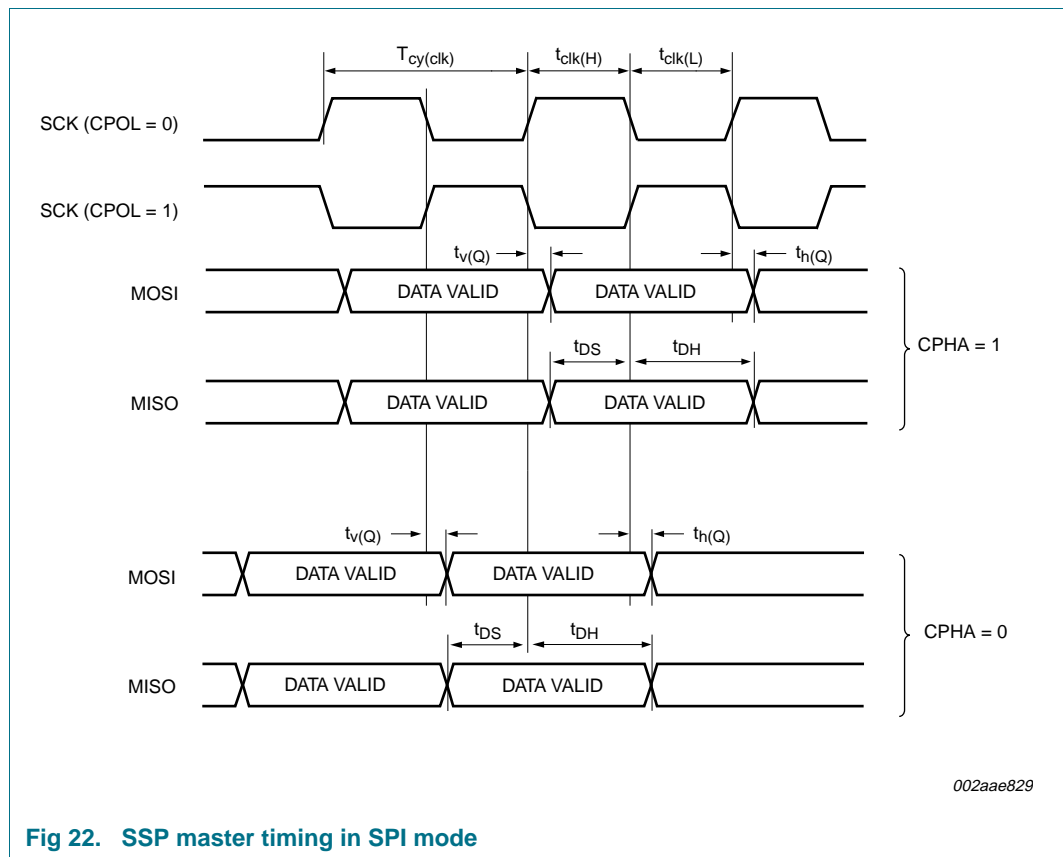 Tcy(clk) tclk(H) tclk(L)
SCK (CPOL = 0)
SCK (CPOL = 1)
tv(Q) th(Q)
MOSI DATA VALID DATA VALID
tDS tDH
CPHA = 1
MISO DATA VALID DATA VALID
tv(Q) th(Q)
MOSI DATA VALID DATA VALID
tDS tDH
CPHA = 0
MISO DATA VALID DATA VALID
002aae829
Fig 22. SSP master timing in SPI mode